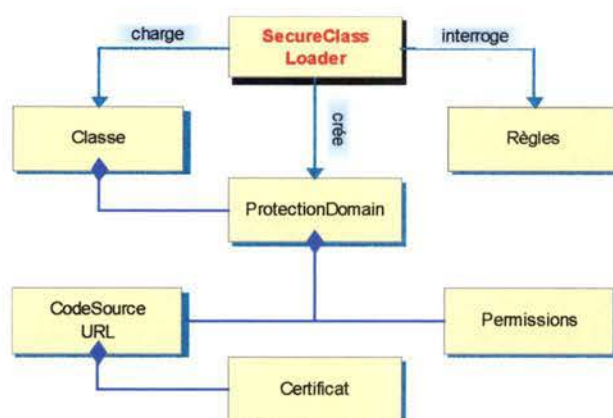 charge
SecureClass
Loader
interroge
crée
Classe
Règles
ProtectionDomain
CodeSource
URL
Permissions
Certificat